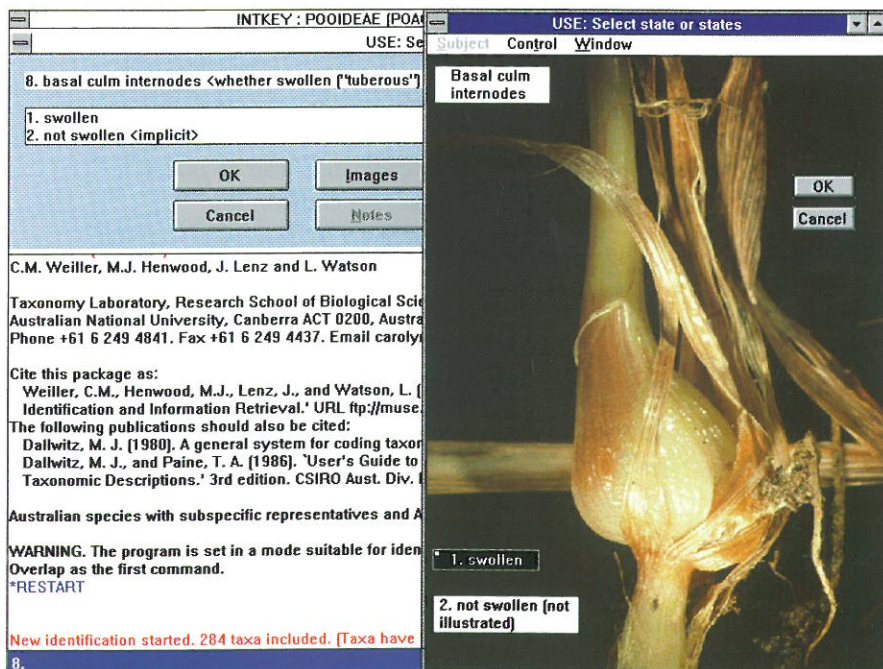 INTKEY : POOIDEAE (POA
USE: Se
8. basal culm internodes <whether swollen ("tuberous")
1. swollen
2. not swollen <implicit>
OK
Images
Cancel
Notes
C.M. Weiller, M.J. Henwood, J. Lenz and L. Watson
Taxonomy Laboratory, Research School of Biological Scie
Australian National University, Canberra ACT 0200, Austra
Phone +61 6 249 4841. Fax +61 6 249 4437. Email caroly
Cite this package as:
Weiller, C.M., Henwood, M.J., Lenz, J., and Watson, L. (
Identification and Information Retrieval.' URL ftp://muse.
The following publications should also be cited:
Dallwitz, M. J. (1980). A general system for coding taxon
Dallwitz, M. J., and Paine, T. A. (1986). 'User's Guide to
Taxonomic Descriptions.' 3rd edition. CSIRO Aust. Div.
Australian species with subspecific representatives and A
WARNING. The program is set in a mode suitable for iden
Overlap as the first command.
*RESTART
New identification started. 284 taxa included. (Taxa have
8.
USE: Select state or states
Subject Control Window
Basal culm
internodes
OK
Cancel
1. swollen
2. not swollen (not
illustrated)